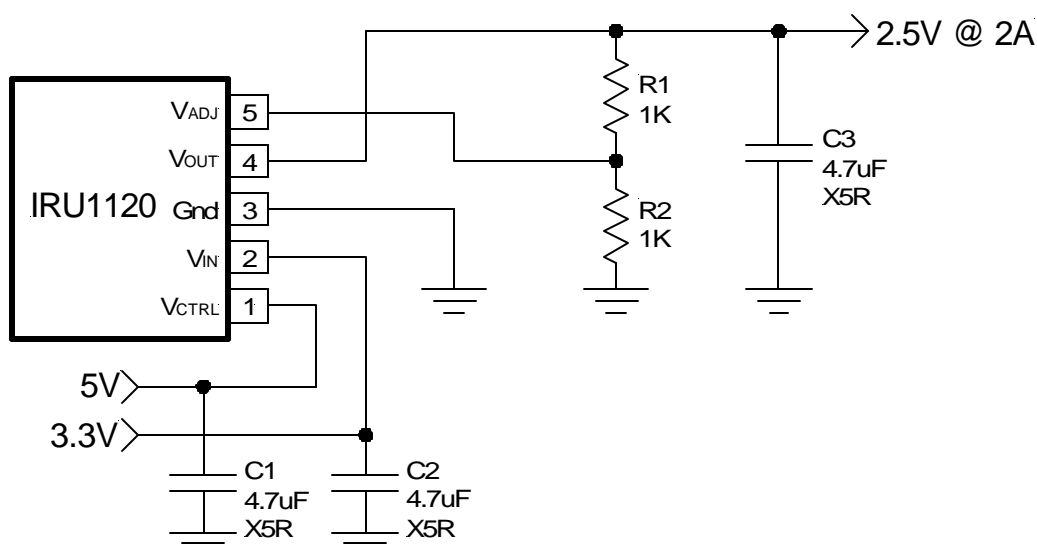 2.5V @ 2A
R1
1K
VADJ 5
C3
4.7uF
X5R
VOUT 4
IRU1120
Gnd 3
R2
1K
VIN 2
VCTRL 1
5V
3.3V
C1
4.7uF
X5R
C2
4.7uF
X5R